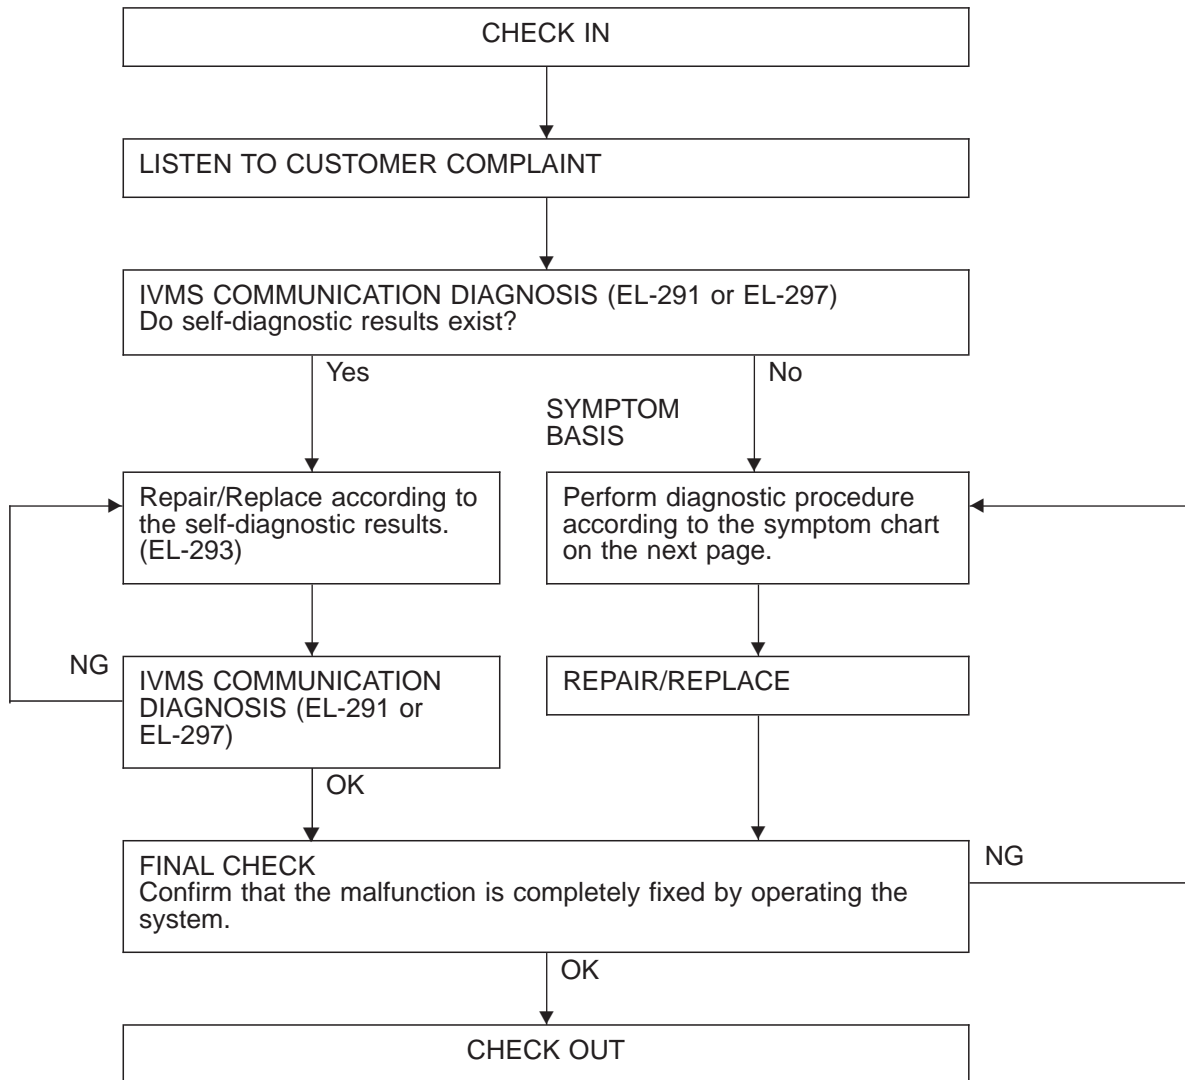 CHECK IN
LISTEN TO CUSTOMER COMPLAINT
IVMS COMMUNICATION DIAGNOSIS (EL-291 or EL-297)
Do self-diagnostic results exist?
Yes
No
SYMPTOM
BASIS
Repair/Replace according to
the self-diagnostic results.
(EL-293)
Perform diagnostic procedure
according to the symptom chart
on the next page.
NG
IVMS COMMUNICATION
DIAGNOSIS (EL-291 or
EL-297)
REPAIR/REPLACE
OK
FINAL CHECK
Confirm that the malfunction is completely fixed by operating the
system.
NG
OK
CHECK OUT